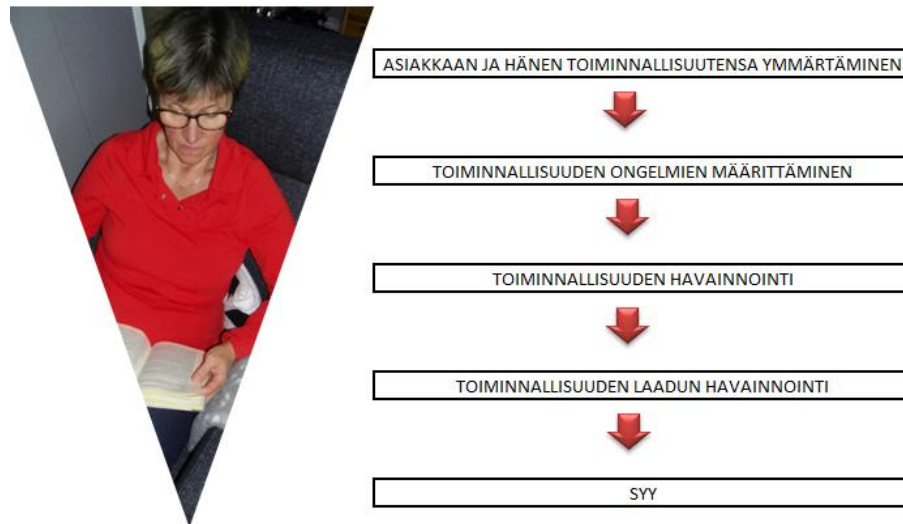 ASIAKKAAN JA HÄNEN TOIMINNALLISUUTENSA YMMÄRTÄMINEN
TOIMINNALLISUUDEN ONGELMIEN MÄÄRITTÄMINEN
TOIMINNALLISUUDEN HAVAINNOINTI
TOIMINNALLISUUDEN LAADUN HAVAINNOINTI
SYY